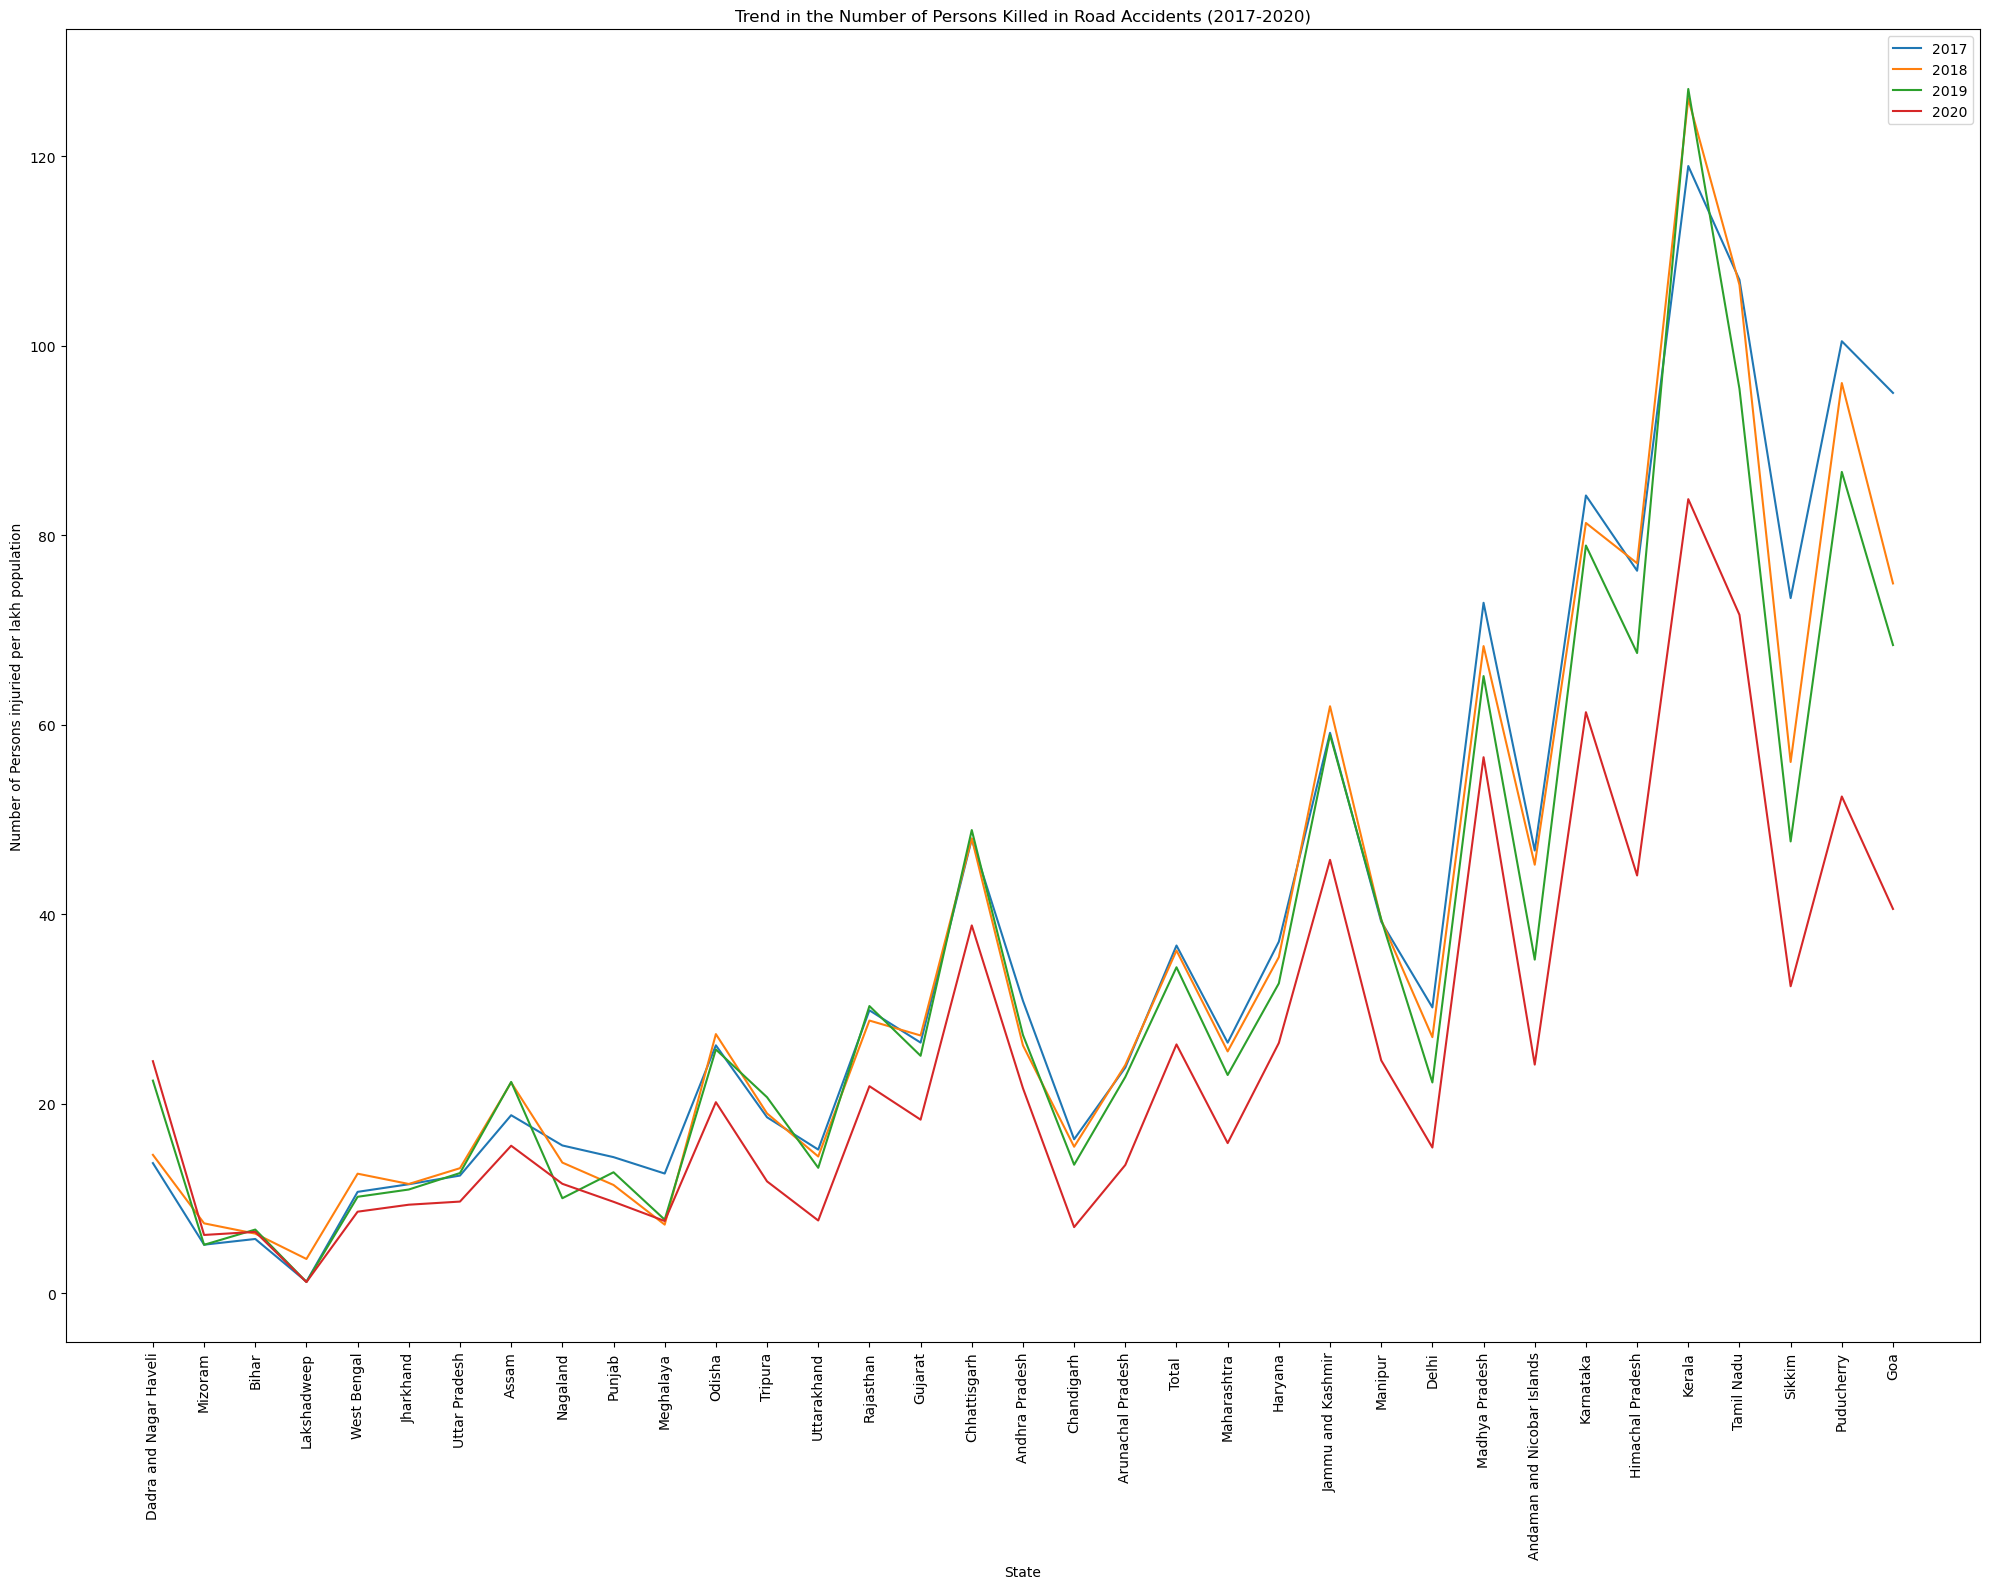 Trend in the Number of Persons Killed in Road Accidents (2017-2020)
2017
2018
2019
2020
Number of Persons injuried per lakh population
120
100
80
60
40
20
0
Dadra and Nagar Haveli
Mizoram
Bihar
Lakshadweep
West Bengal
Jharkhand
Uttar Pradesh
Assam
Nagaland
Punjab
Meghalaya
Odisha
Tripura
Uttarakhand
Rajasthan
Gujarat
Chhattisgarh
Andhra Pradesh
Chandigarh
Arunachal Pradesh
Total
Maharashtra
Haryana
Jammu and Kashmir
Manipur
Delhi
Madhya Pradesh
Andaman and Nicobar Islands
Karnataka
Himachal Pradesh
Kerala
Tamil Nadu
Sikkim
Puducherry
Goa
State